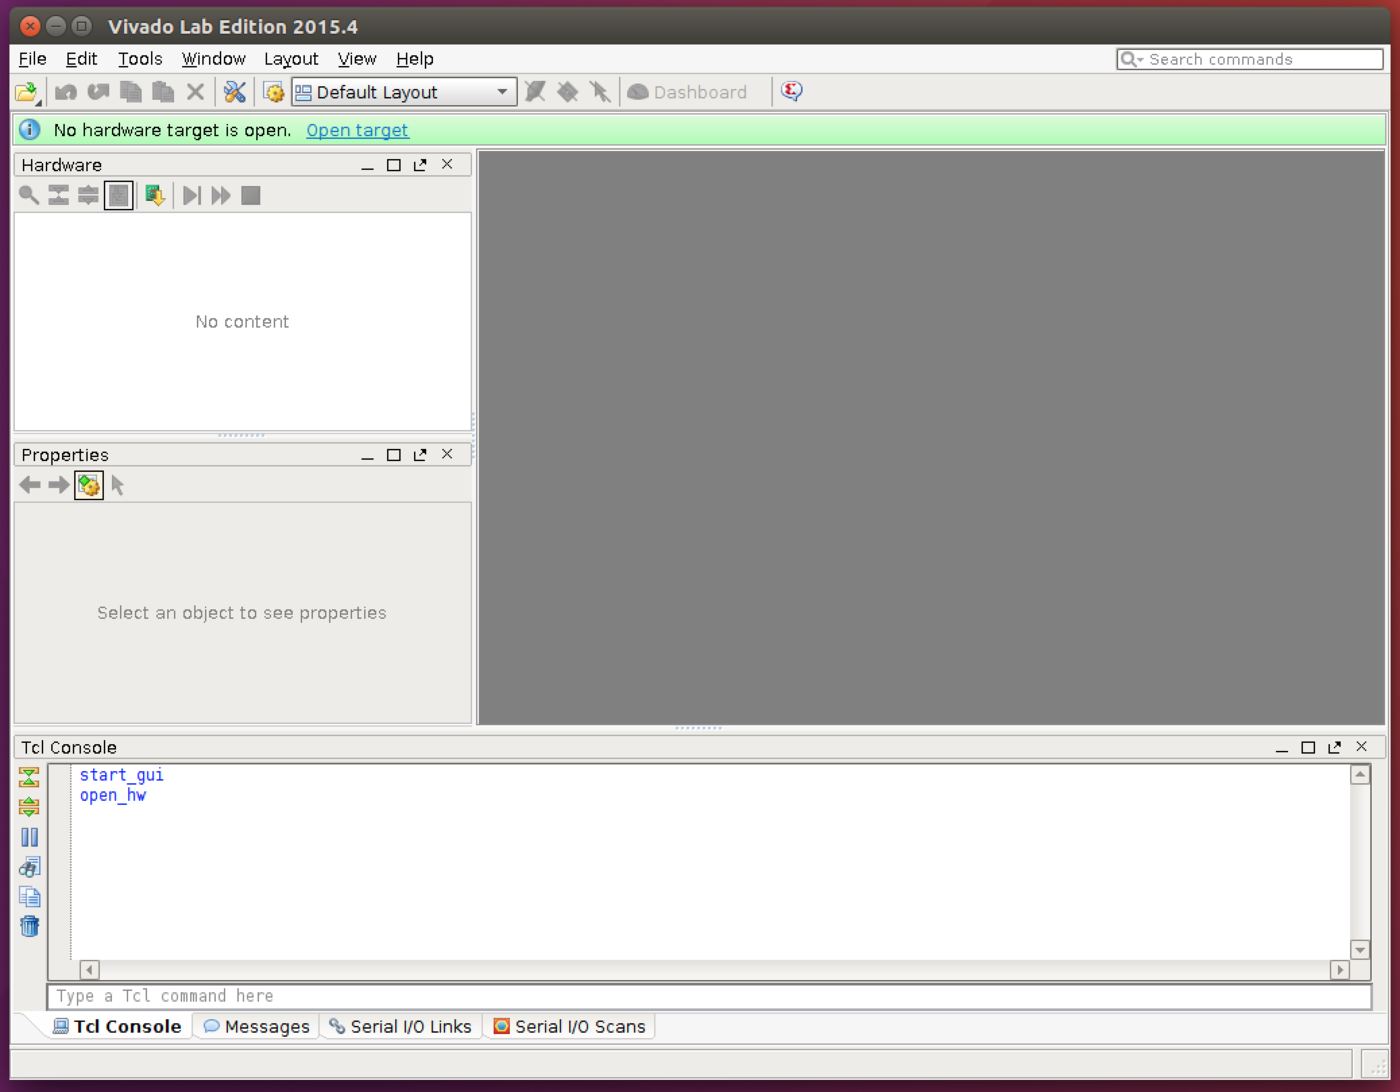 Vivado Lab Edition 2015.4
File Edit Tools Window Layout View Help
Search commands
Default Layout
Dashboard
No hardware target is open. Open target
Hardware
No content
Properties
Select an object to see properties
Tcl Console
start_gui
open_hw
Type a Tcl command here
Tcl Console Messages Serial I/O Links Serial I/O Scans